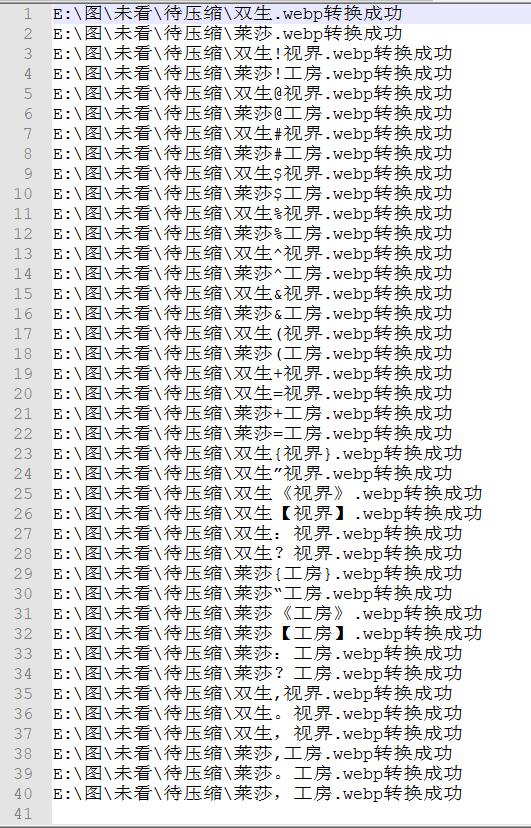 1 E:\图\未看\待压缩\双生.webp转换成功
2 E:\图\未看\待压缩\莱莎.webp转换成功
3 E:\图\未看\待压缩\双生!视界.webp转换成功
4 E:\图\未看\待压缩\莱莎!工房.webp转换成功
5 E:\图\未看\待压缩\双生@视界.webp转换成功
6 E:\图\未看\待压缩\莱莎@工房.webp转换成功
7 E:\图\未看\待压缩\双生#视界.webp转换成功
8 E:\图\未看\待压缩\莱莎#工房.webp转换成功
9 E:\图\未看\待压缩\双生$视界.webp转换成功
10 E:\图\未看\待压缩\莱莎$工房.webp转换成功
11 E:\图\未看\待压缩\双生%视界.webp转换成功
12 E:\图\未看\待压缩\莱莎%工房.webp转换成功
13 E:\图\未看\待压缩\双生^视界.webp转换成功
14 E:\图\未看\待压缩\莱莎^工房.webp转换成功
15 E:\图\未看\待压缩\双生&视界.webp转换成功
16 E:\图\未看\待压缩\莱莎&工房.webp转换成功
17 E:\图\未看\待压缩\双生(视界.webp转换成功
18 E:\图\未看\待压缩\莱莎(工房.webp转换成功
19 E:\图\未看\待压缩\双生+视界.webp转换成功
20 E:\图\未看\待压缩\双生=视界.webp转换成功
21 E:\图\未看\待压缩\莱莎+工房.webp转换成功
22 E:\图\未看\待压缩\莱莎=工房.webp转换成功
23 E:\图\未看\待压缩\双生{视界}.webp转换成功
24 E:\图\未看\待压缩\双生”视界.webp转换成功
25 E:\图\未看\待压缩\双生《视界》.webp转换成功
26 E:\图\未看\待压缩\双生【视界】.webp转换成功
27 E:\图\未看\待压缩\双生：视界.webp转换成功
28 E:\图\未看\待压缩\双生？视界.webp转换成功
29 E:\图\未看\待压缩\莱莎{工房}.webp转换成功
30 E:\图\未看\待压缩\莱莎“工房.webp转换成功
31 E:\图\未看\待压缩\莱莎《工房》.webp转换成功
32 E:\图\未看\待压缩\莱莎【工房】.webp转换成功
33 E:\图\未看\待压缩\莱莎：工房.webp转换成功
34 E:\图\未看\待压缩\莱莎？工房.webp转换成功
35 E:\图\未看\待压缩\双生,视界.webp转换成功
36 E:\图\未看\待压缩\双生。视界.webp转换成功
37 E:\图\未看\待压缩\双生，视界.webp转换成功
38 E:\图\未看\待压缩\莱莎,工房.webp转换成功
39 E:\图\未看\待压缩\莱莎。工房.webp转换成功
40 E:\图\未看\待压缩\莱莎，工房.webp转换成功
41